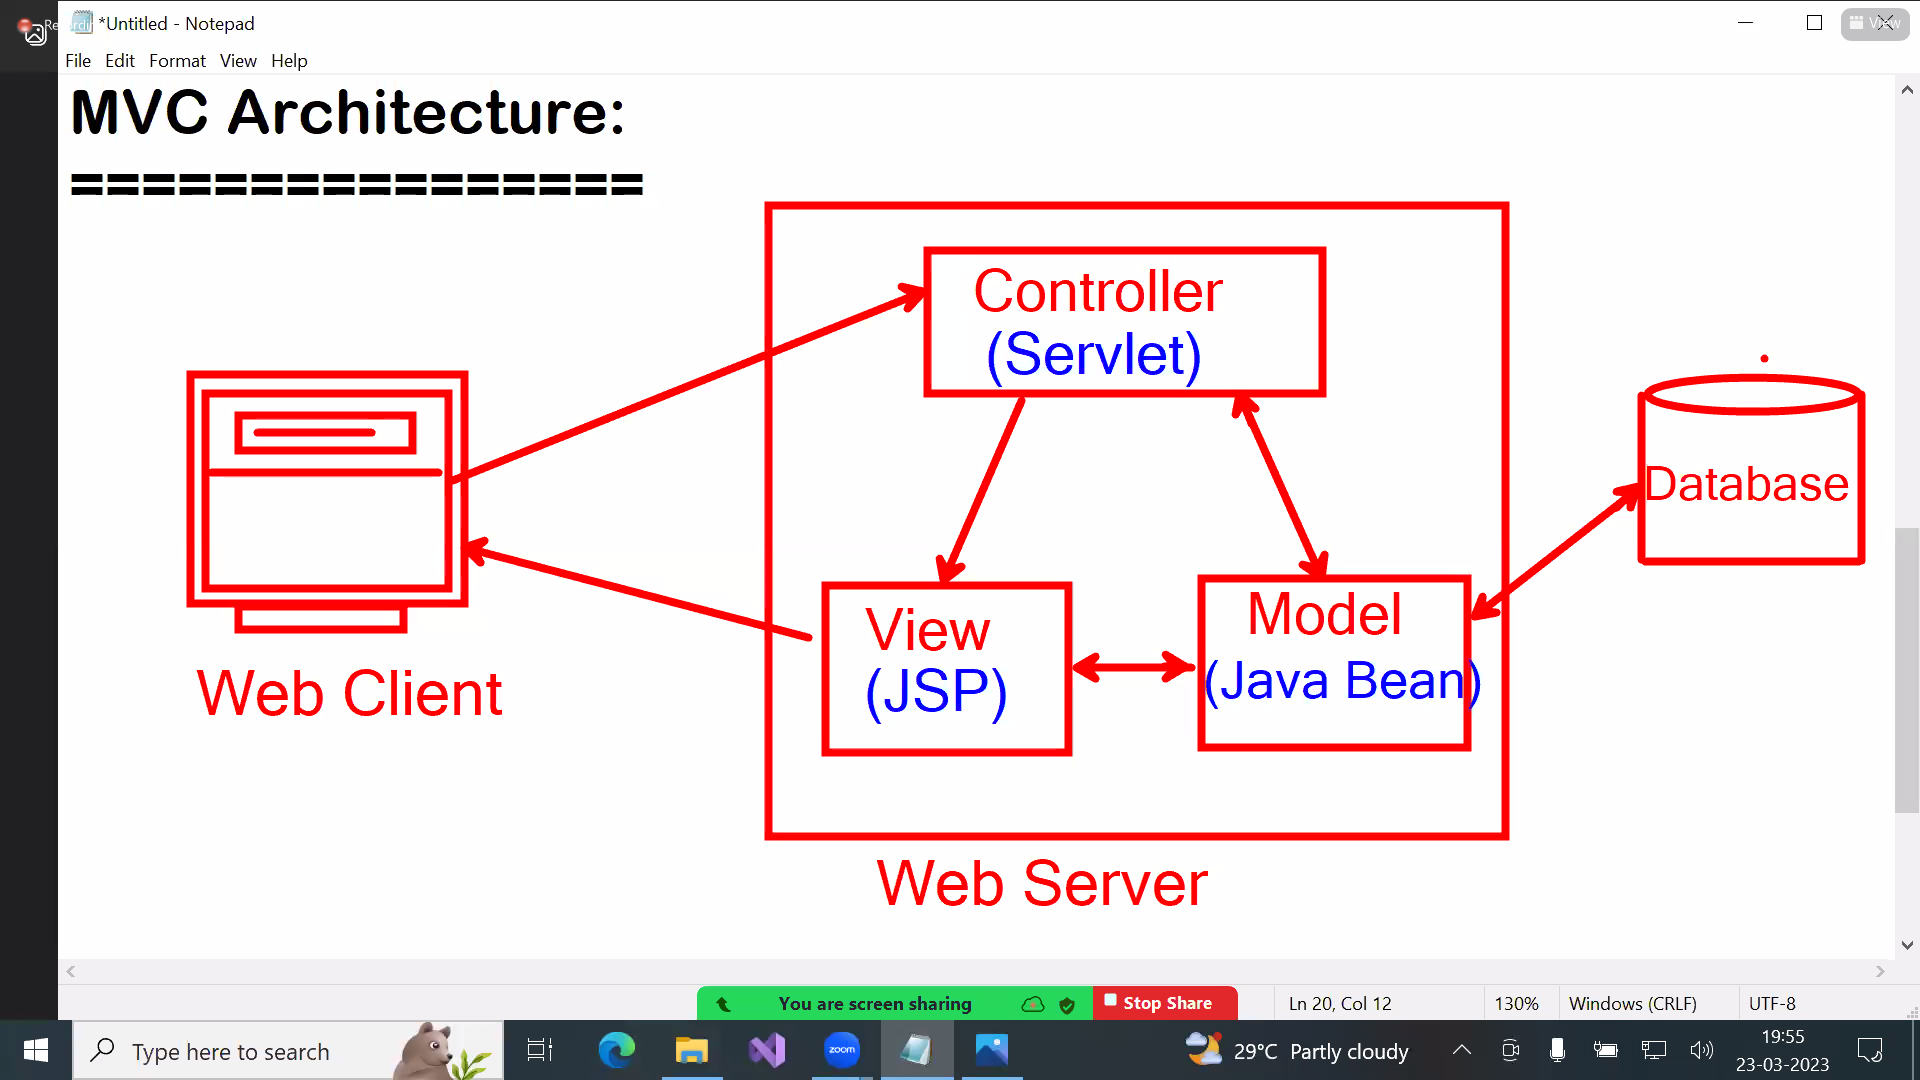 *Untitled - Notepad
View
File Edit Format View Help
MVC Architecture:
================
Controller
(Servlet)
Database
View
(JSP)
Model
(Java Bean)
Web Client
Web Server
You are screen sharing
Stop Share
Ln 20, Col 12
130%
Windows (CRLF)
UTF-8
Type here to search
zoom
29°C Partly cloudy
19:55
23-03-2023